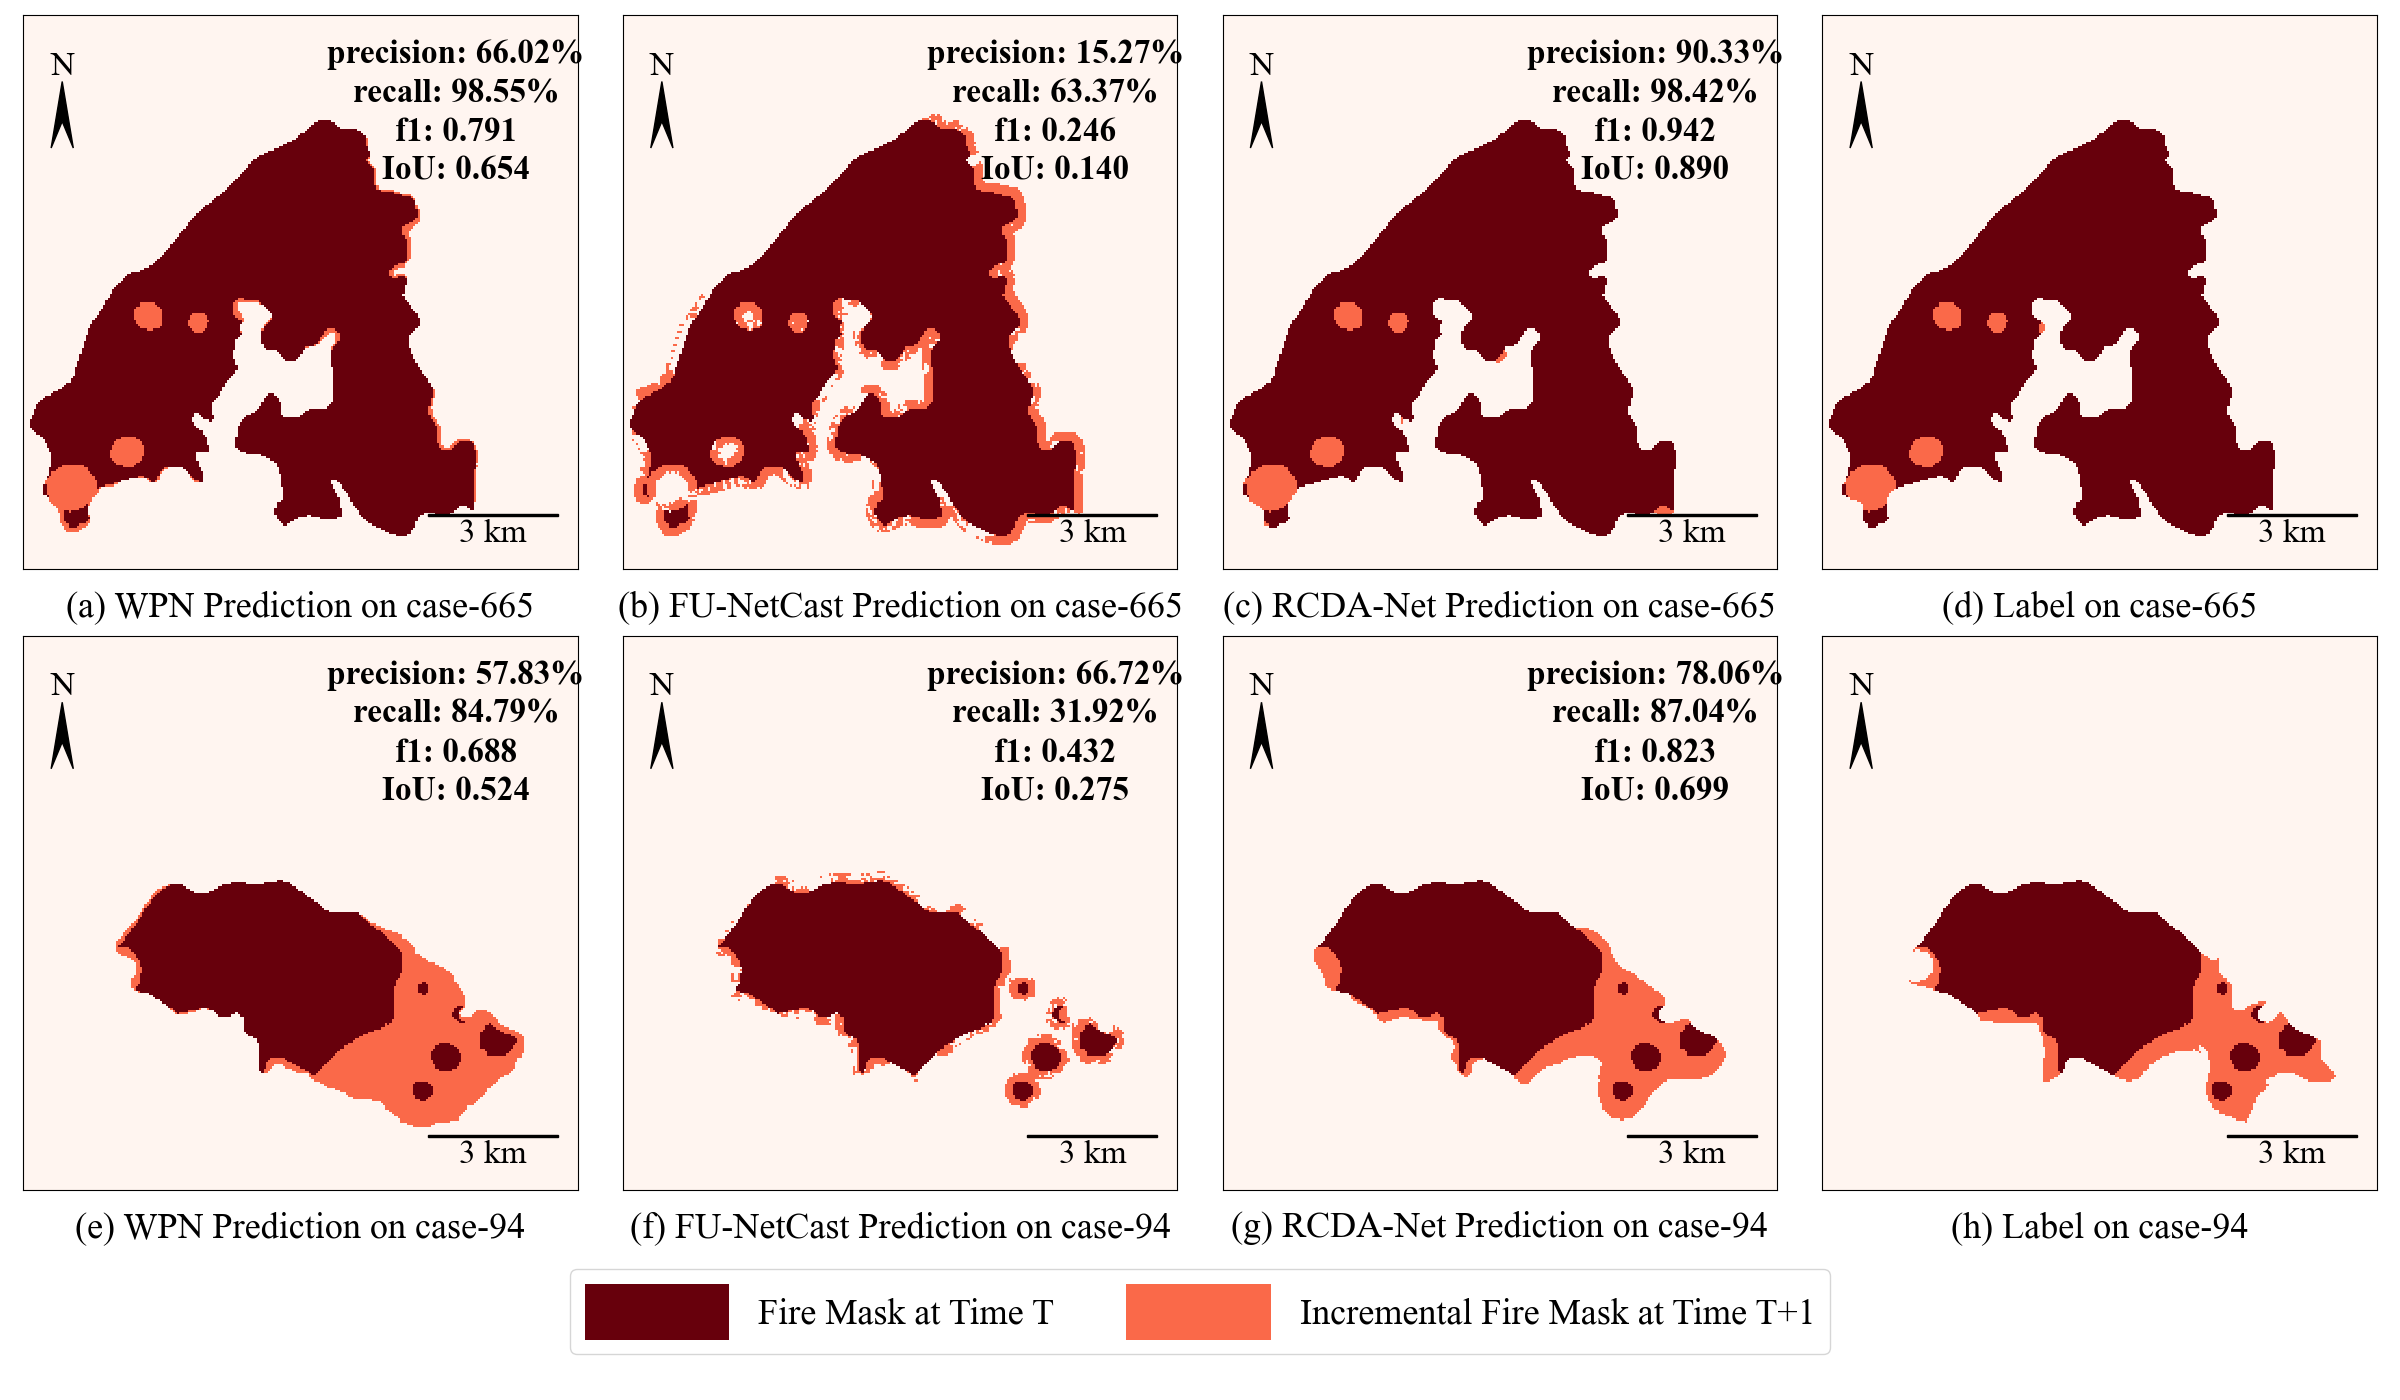 N
precision: 66.02%
recall: 98.55%
f1: 0.791
IoU: 0.654
3 km
(a) WPN Prediction on case-665
N
precision: 15.27%
recall: 63.37%
f1: 0.246
IoU: 0.140
3 km
(b) FU-NetCast Prediction on case-665
N
precision: 90.33%
recall: 98.42%
f1: 0.942
IoU: 0.890
3 km
(c) RCDA-Net Prediction on case-665
N
3 km
(d) Label on case-665
N
precision: 57.83%
recall: 84.79%
f1: 0.688
IoU: 0.524
3 km
(e) WPN Prediction on case-94
N
precision: 66.72%
recall: 31.92%
f1: 0.432
IoU: 0.275
3 km
(f) FU-NetCast Prediction on case-94
N
precision: 78.06%
recall: 87.04%
f1: 0.823
IoU: 0.699
3 km
(g) RCDA-Net Prediction on case-94
N
3 km
(h) Label on case-94
Fire Mask at Time T
Incremental Fire Mask at Time T+1